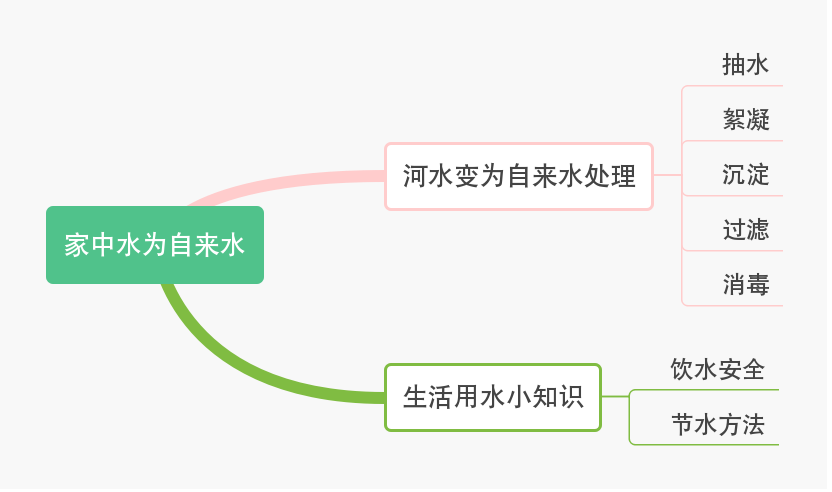 家中水为自来水
河水变为自来水处理
抽水
絮凝
沉淀
过滤
消毒
生活用水小知识
饮水安全
节水方法